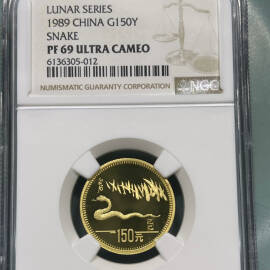 LUNAR SERIES
1989 CHINA G150Y
SNAKE
PF 69 ULTRA CAMEO
6136305-012
NGC
NUMISMATIC GUARANTY CORPORATION
150元